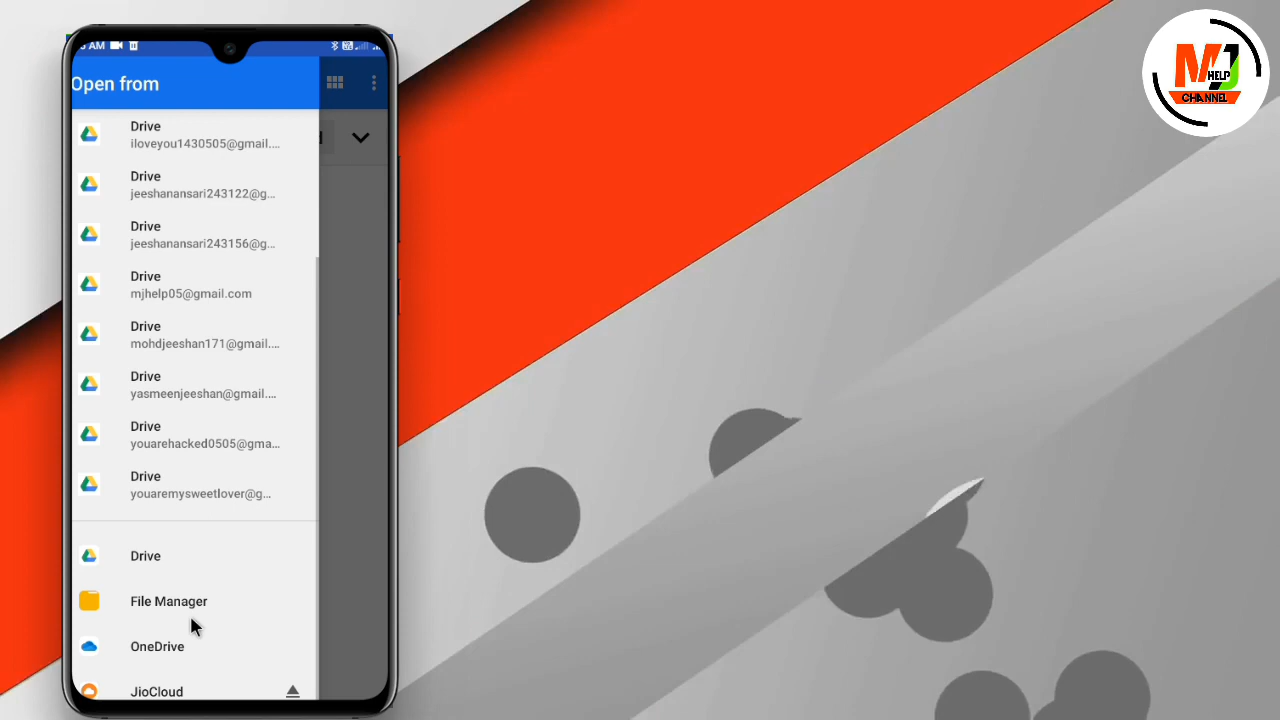 AM
Open from
Drive
iloveyou1430505@gmail....
Drive
jeeshanansari243122@g...
Drive
jeeshanansari243156@g...
Drive
mjhelp05@gmail.com
Drive
mohdjeeshan171@gmail....
Drive
yasmeenjeeshan@gmail....
Drive
youarehacked0505@gma...
Drive
youaremysweetlover@g...
Drive
File Manager
OneDrive
JioCloud
MJ
HELP
CHANNEL